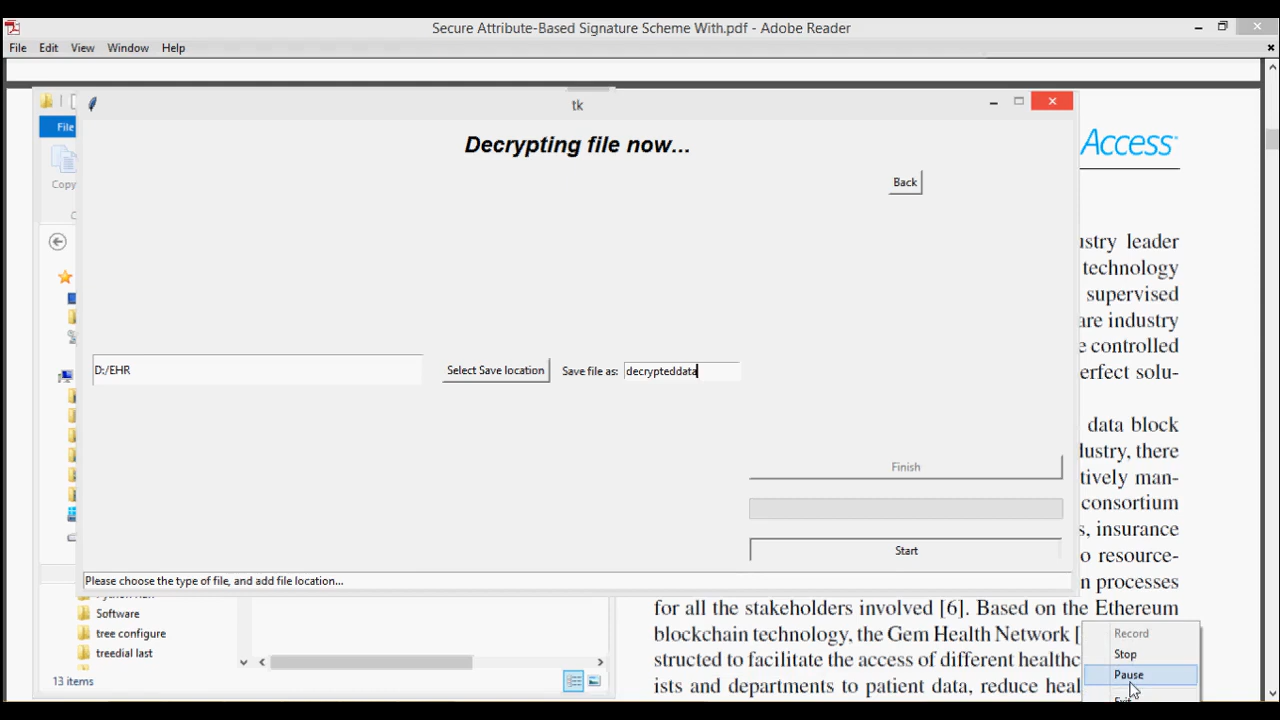 Secure Attribute-Based Signature Scheme With.pdf - Adobe Reader
File Edit View Window Help
tk
File
Copy
Decrypting file now...
Back
D:/EHR
Select Save location
Save file as:
decrypteddata
Finish
Start
Please choose the type of file, and add file location...
Software
tree configure
treedial last
13 items
Access
ustry leader
technology
supervised
are industry
e controlled
erfect solu-
data block
dustry, there
tively man-
consortium
s, insurance
o resource-
n processes
for all the stakeholders involved [6]. Based on the Ethereum
blockchain technology, the Gem Health Network [
structed to facilitate the access of different healthc
ists and departments to patient data, reduce heal
Record
Stop
Pause
Exit